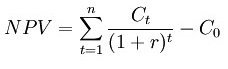 NPV = \sum_{t=1}^{n} \frac{C_t}{(1+r)^t} - C_0